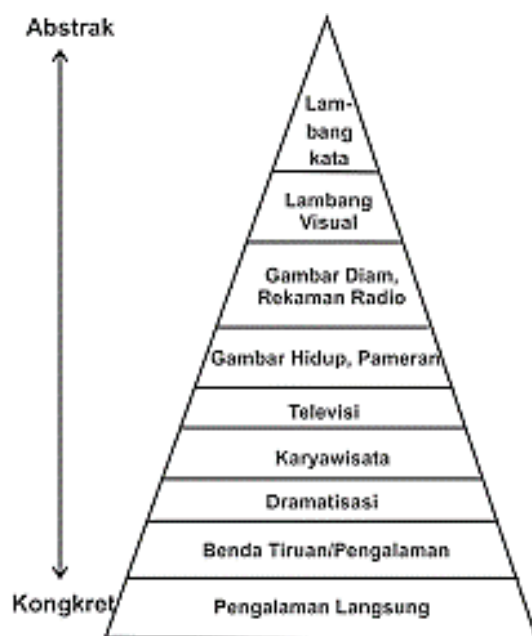 Abstrak
Lam-
bang
kata
Lambang
Visual
Gambar Diam,
Rekaman Radio
Gambar Hidup, Pameran
Televisi
Karyawisata
Dramatisasi
Benda Tiruan/Pengalaman
Kongkret
Pengalaman Langsung